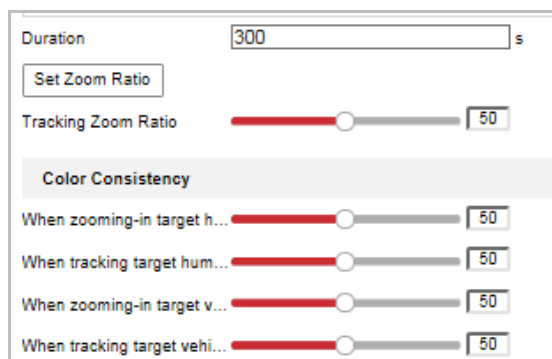 Duration 300 s
Set Zoom Ratio
Tracking Zoom Ratio 50
Color Consistency
When zooming-in target h... 50
When tracking target hum... 50
When zooming-in target v... 50
When tracking target vehi... 50